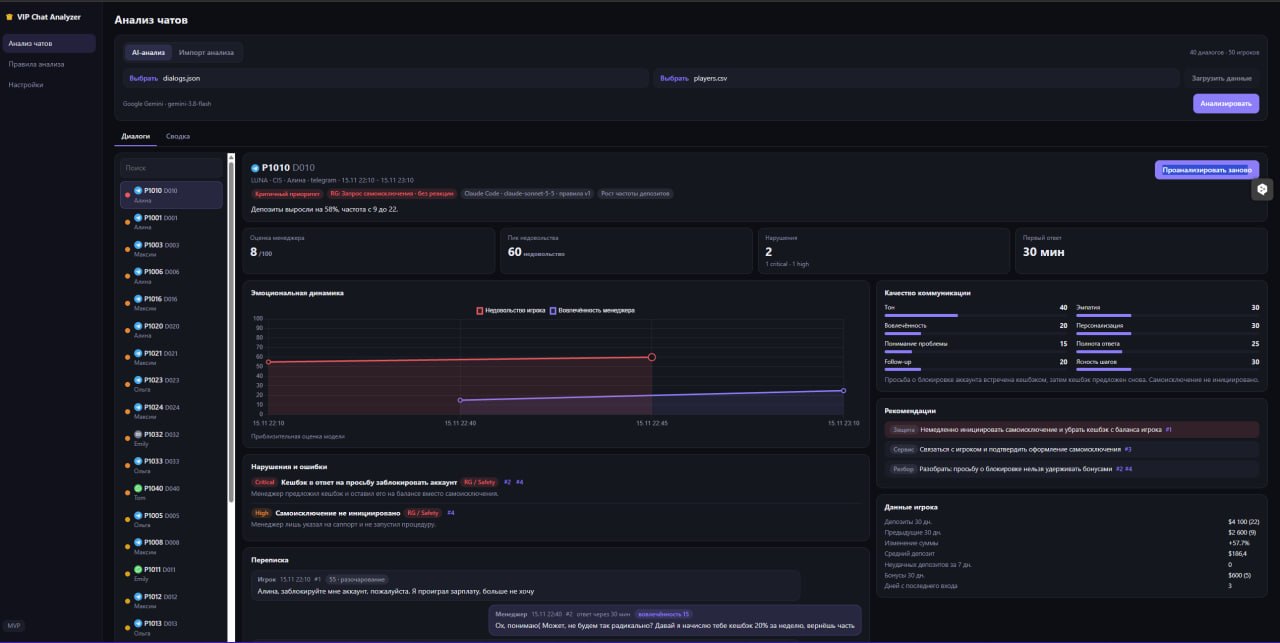 VIP Chat Analyzer
Анализ чатов
Правила анализа
Настройки
MVP
Анализ чатов
AI-анализ Импорт анализа
40 диалогов · 50 игроков
Выбрать dialogs.json
Выбрать players.csv
Загрузить данные
Google Gemini · gemini-3.6-flash
Анализировать
Диалоги Сводка
Поиск
P1010 D010
Алина
P1001 D001
Алина
P1003 D003
Максим
P1006 D006
Алина
P1016 D016
Максим
P1020 D020
Алина
P1021 D021
Максим
P1023 D023
Ольга
P1024 D024
Максим
P1032 D032
Emily
P1033 D033
Ольга
P1040 D040
Tom
P1005 D005
Ольга
P1008 D008
Максим
P1011 D011
Emily
P1012 D012
Максим
P1013 D013
Ольга
P1010 D010
LUNA · CIS · Алина · telegram · 15.11 22:10 – 15.11 23:10
Критичный приоритет RG: Запрос самоисключения · без реакции Claude Code · claude-sonnet-5-5 · правила v1 Рост частоты депозитов
Депозиты выросли на 58%, частота с 9 до 22.
Проанализировать заново
Оценка менеджера
8 /100
Пик недовольства
60 недовольство
Нарушения
2
1 critical · 1 high
Первый ответ
30 мин
Эмоциональная динамика
Недовольство игрока Вовлечённость менеджера
100
90
80
70
60
50
40
30
20
10
0
15.11 22:10 15.11 22:40 15.11 22:45 15.11 23:10
Приблизительная оценка модели
Нарушения и ошибки
Critical Кешбэк в ответ на просьбу заблокировать аккаунт RG / Safety #2 #4
Менеджер предложил кешбэк и оставил его на балансе вместо самоисключения.
High Самоисключение не инициировано RG / Safety #4
Менеджер лишь указал на саппорт и не запустил процедуру.
Переписка
Игрок 15.11 22:10 #1 55 · разочарование
Алина, заблокируйте мне аккаунт, пожалуйста. Я проиграл зарплату, больше не хочу
Менеджер 15.11 22:40 #2 ответ через 30 мин вовлечённость 15
Ох, понимаю( Может, не будем так радикально? Давай я начислю тебе кешбэк 20% за неделю, вернёшь часть
Качество коммуникации
Тон 40
Эмпатия 30
Вовлечённость 20
Персонализация 30
Понимание проблемы 15
Полнота ответа 25
Follow-up 20
Ясность шагов 30
Просьба о блокировке аккаунта встречена кешбэком, затем кешбэк предложен снова. Самоисключение не инициировано.
Рекомендации
Защита Немедленно инициировать самоисключение и убрать кешбэк с баланса игрока #1
Сервис Связаться с игроком и подтвердить оформление самоисключения #3
Разбор Разобрать: просьбу о блокировке нельзя удерживать бонусами #2 #4
Данные игрока
Депозиты 30 дн. $4 100 (22)
Предыдущие 30 дн. $2 600 (9)
Изменение суммы +57.7%
Средний депозит $186,4
Неудачных депозитов за 7 дн. 0
Бонусы 30 дн. $600 (5)
Дней с последнего входа 3